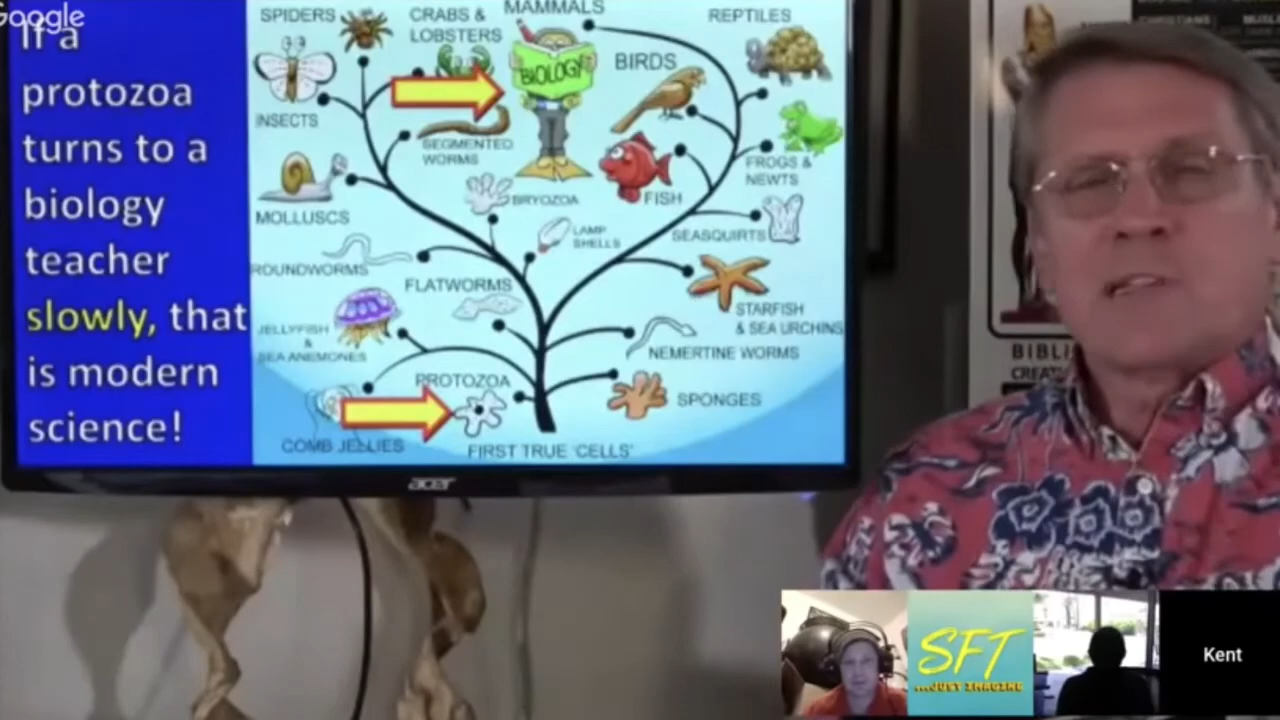 Google
If a
protozoa
turns to a
biology
teacher
slowly, that
is modern
science!
SPIDERS
CRABS &
LOBSTERS
MAMMALS
REPTILES
BIOLOGY
BIRDS
INSECTS
SEGMENTED
WORMS
FROGS &
NEWTS
BRYOZOA
FISH
MOLLUSCS
LAMP
SHELLS
SEASQUIRTS
ROUNDWORMS
FLATWORMS
STARFISH
& SEA URCHINS
JELLYFISH
&
SEA ANEMONES
NEMERTINE WORMS
PROTOZOA
SPONGES
COMB JELLIES
FIRST TRUE 'CELLS'
acer
SFT
...JUST IMAGINE
Kent